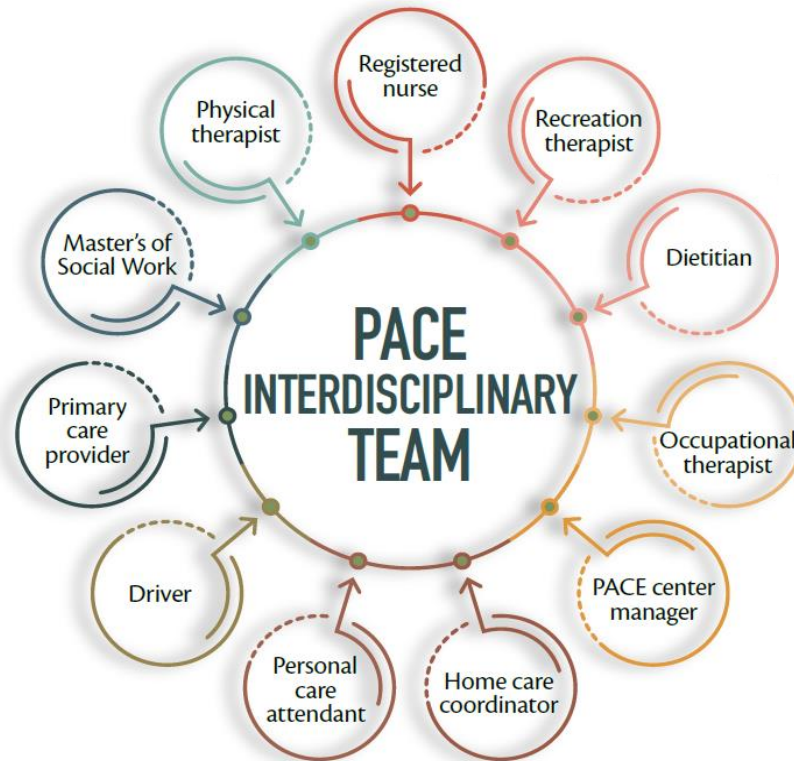 Registered
nurse
Recreation
therapist
Dietitian
Occupational
therapist
PACE center
manager
Home care
coordinator
Personal
care
attendant
Driver
Primary
care
provider
Master’s of
Social Work
Physical
therapist
PACE
INTERDISCIPLINARY
TEAM